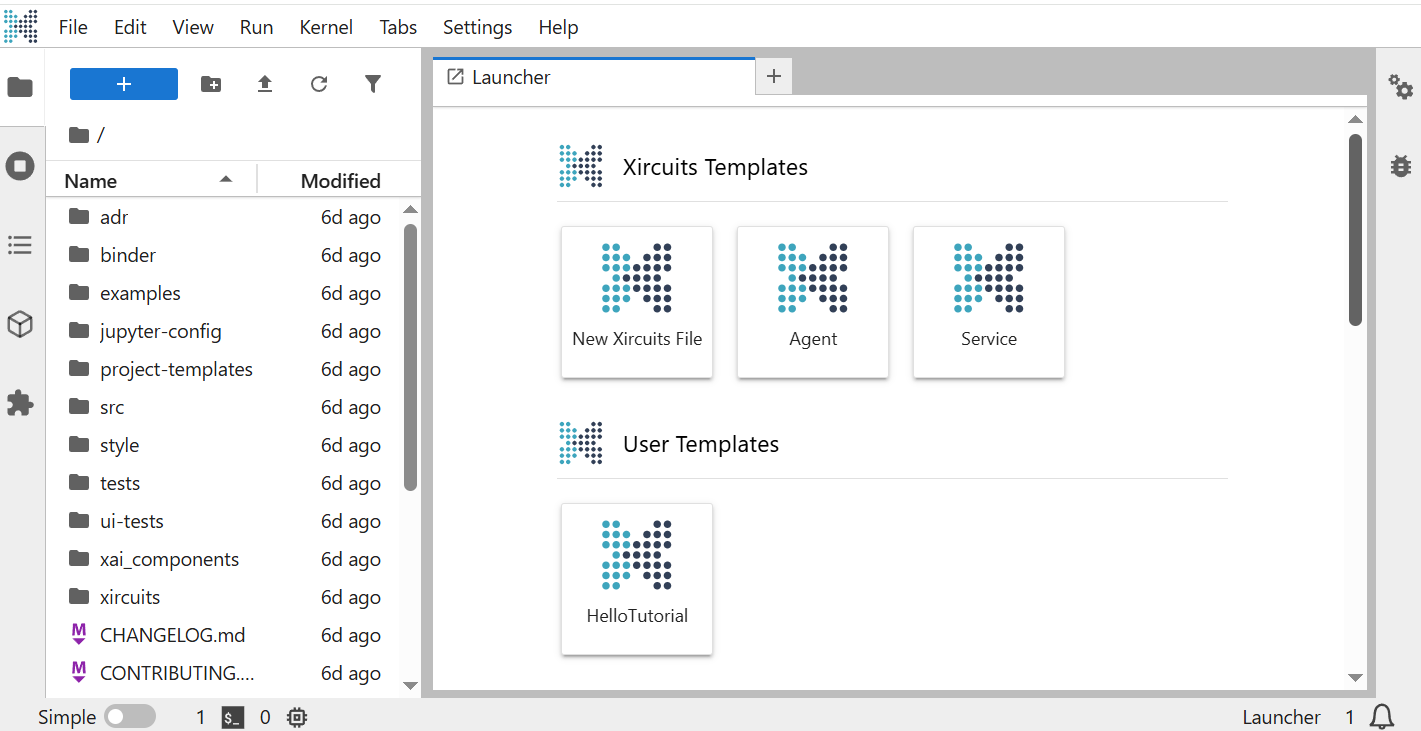 File Edit View Run Kernel Tabs Settings Help
+
/
Name Modified
adr 6d ago
binder 6d ago
examples 6d ago
jupyter-config 6d ago
project-templates 6d ago
src 6d ago
style 6d ago
tests 6d ago
ui-tests 6d ago
xai_components 6d ago
xircuits 6d ago
CHANGELOG.md 6d ago
CONTRIBUTING.... 6d ago
Launcher +
Xircuits Templates
New Xircuits File Agent Service
User Templates
HelloTutorial
Simple 1 $_ 0 Launcher 1